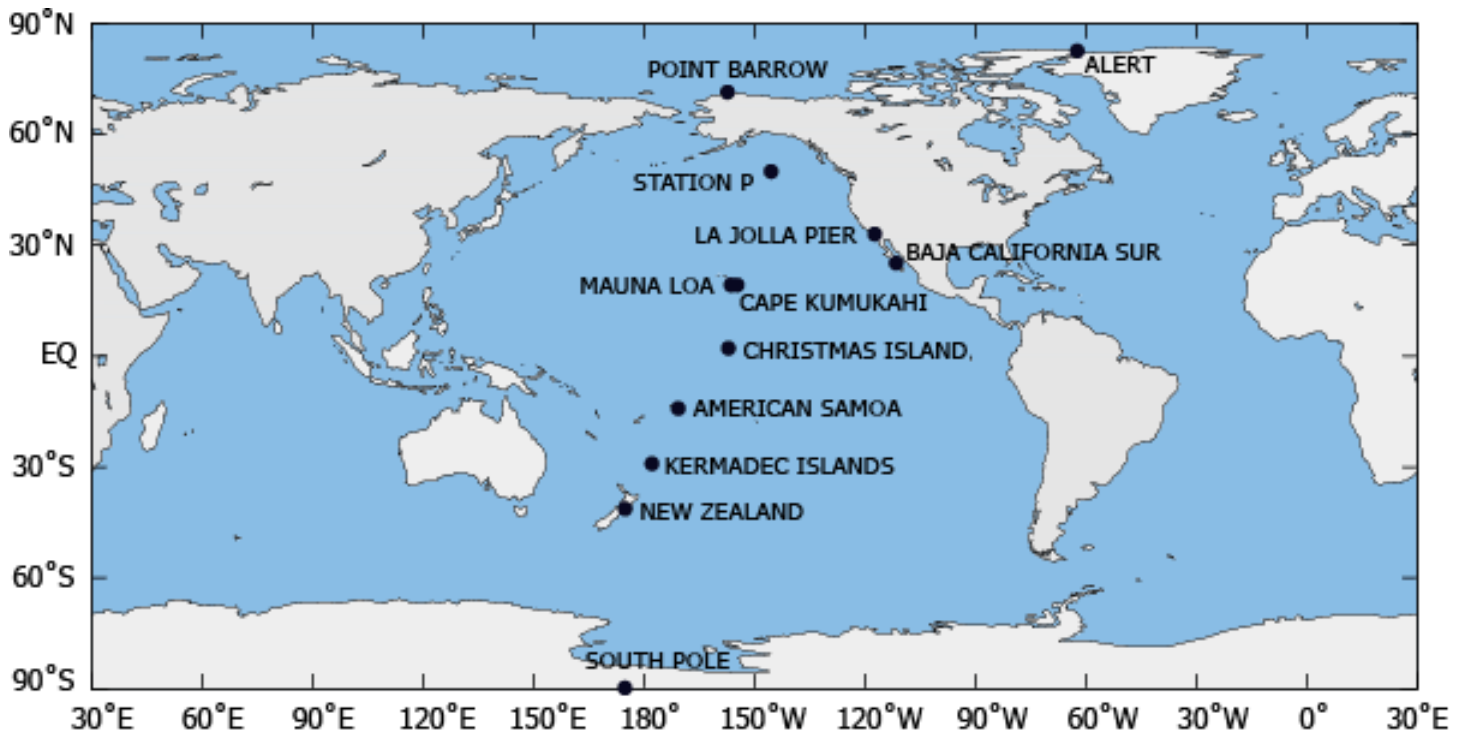 90°N
POINT BARROW
ALERT
60°N
STATION P
30°N
LA JOLLA PIER
BAJA CALIFORNIA SUR
MAUNA LOA
CAPE KUMUKAHI
EQ
CHRISTMAS ISLAND.
AMERICAN SAMOA
30°S
KERMADEC ISLANDS
NEW ZEALAND
60°S
SOUTH POLE
90°S
30°E 60°E 90°E 120°E 150°E 180° 150°W 120°W 90°W 60°W 30°W 0° 30°E